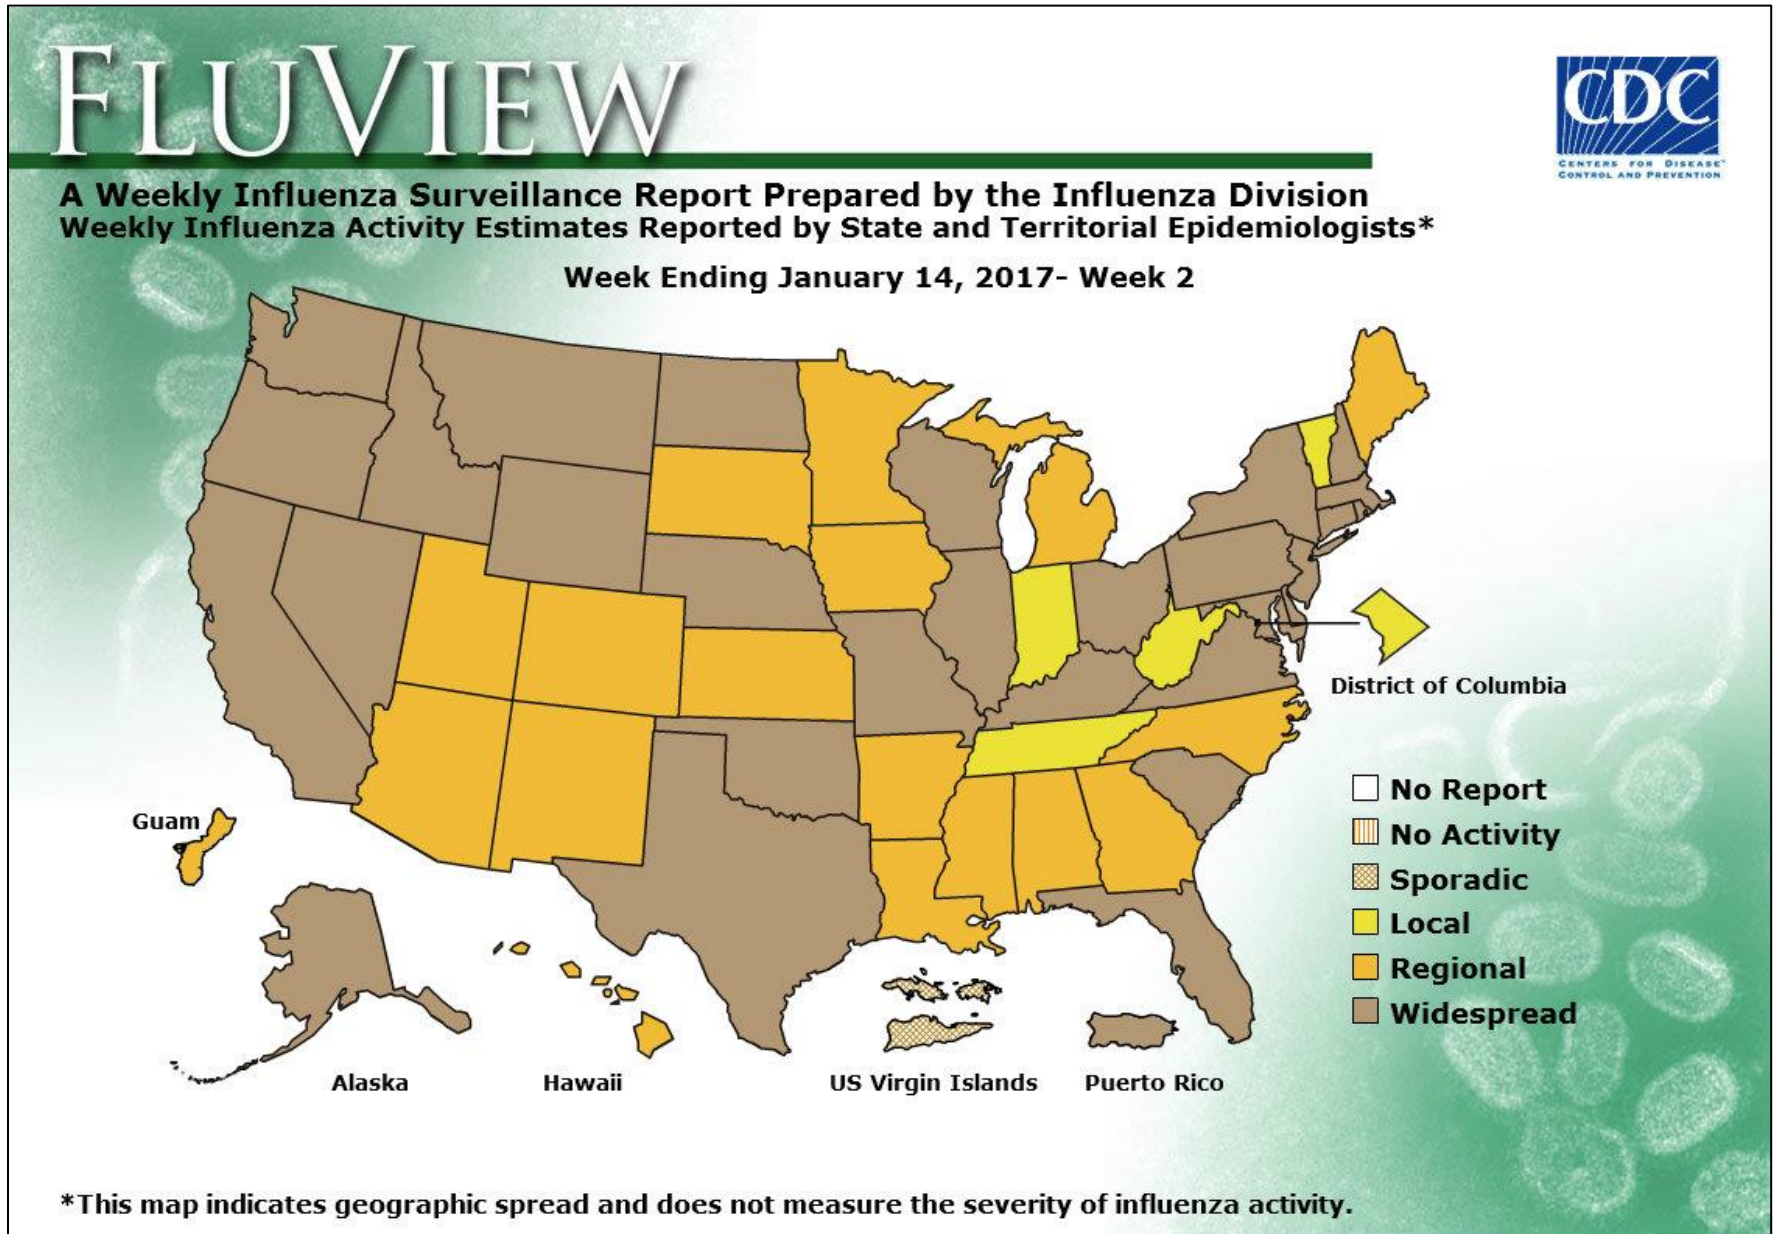 FLUVIEW
CDC
CENTERS FOR DISEASE™
CONTROL AND PREVENTION
A Weekly Influenza Surveillance Report Prepared by the Influenza Division
Weekly Influenza Activity Estimates Reported by State and Territorial Epidemiologists*
Week Ending January 14, 2017- Week 2
District of Columbia
No Report
No Activity
Sporadic
Local
Regional
Widespread
Guam
Alaska
Hawaii
US Virgin Islands
Puerto Rico
*This map indicates geographic spread and does not measure the severity of influenza activity.